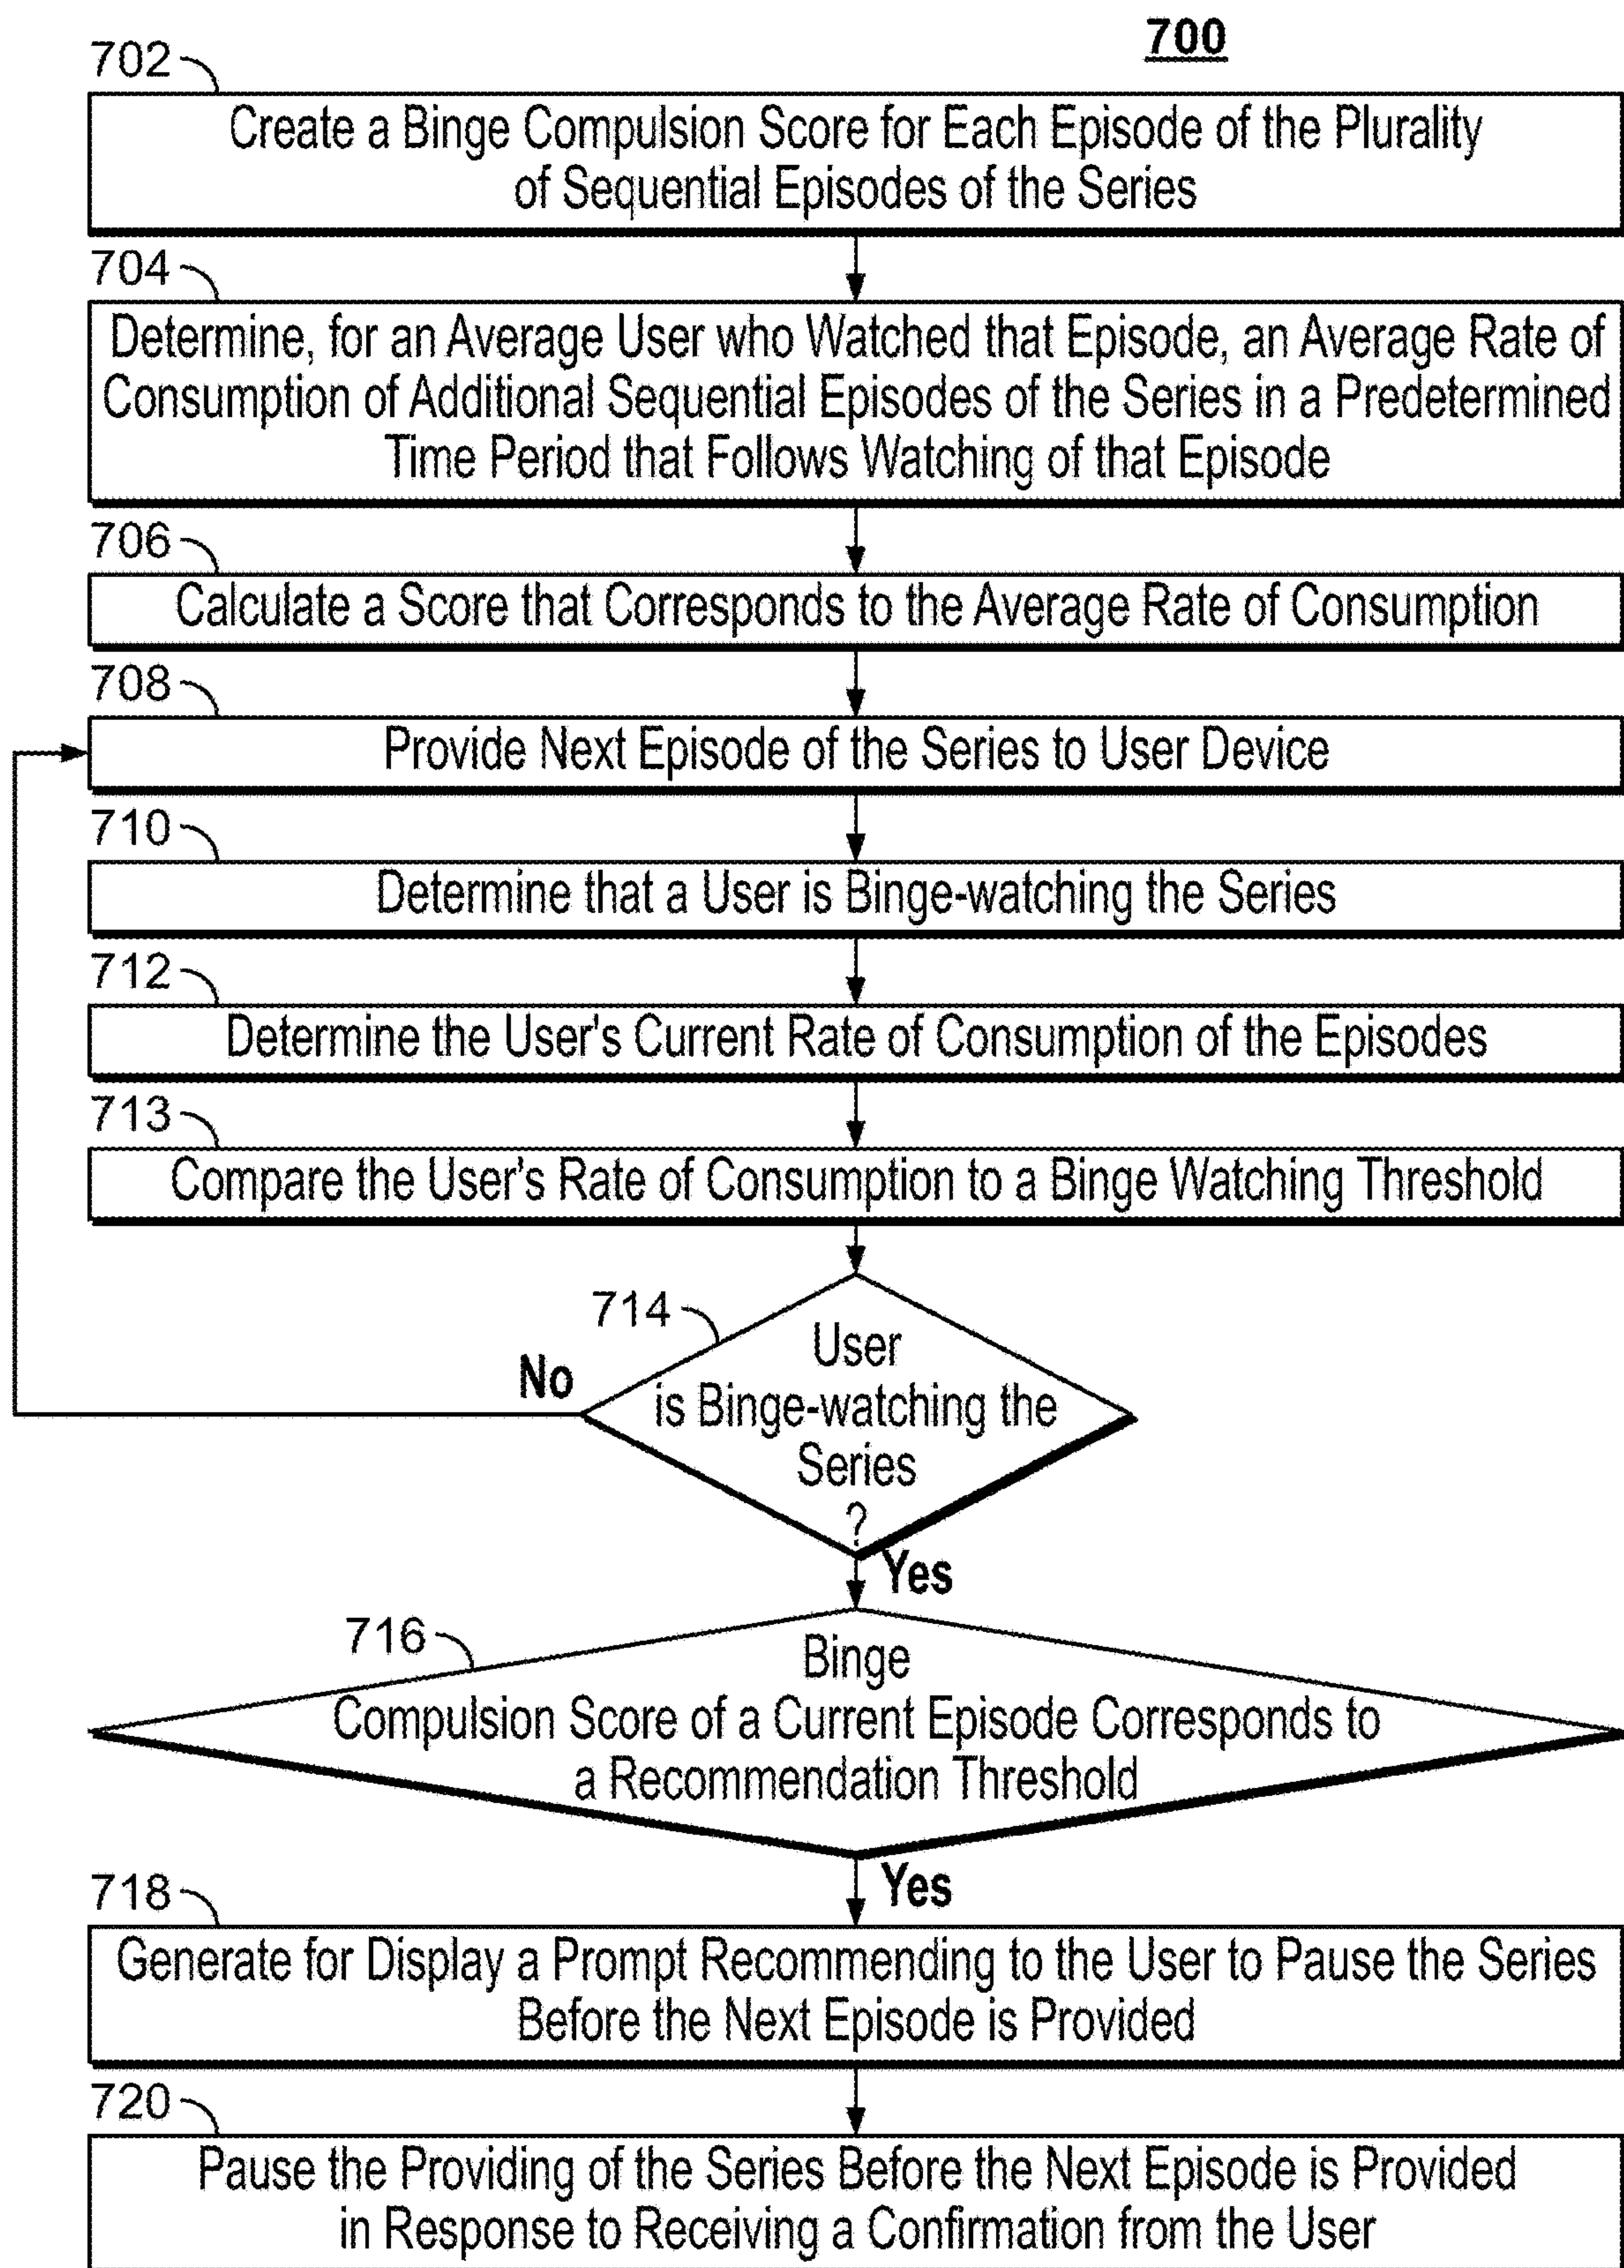 700
702
Create a Binge Compulsion Score for Each Episode of the Plurality
of Sequential Episodes of the Series
704
Determine, for an Average User who Watched that Episode, an Average Rate of
Consumption of Additional Sequential Episodes of the Series in a Predetermined
Time Period that Follows Watching of that Episode
706
Calculate a Score that Corresponds to the Average Rate of Consumption
708
Provide Next Episode of the Series to User Device
710
Determine that a User is Binge-watching the Series
712
Determine the User's Current Rate of Consumption of the Episodes
713
Compare the User's Rate of Consumption to a Binge Watching Threshold
714
User
is Binge-watching the
Series
?
No
Yes
716
Binge
Compulsion Score of a Current Episode Corresponds to
a Recommendation Threshold
Yes
718
Generate for Display a Prompt Recommending to the User to Pause the Series
Before the Next Episode is Provided
720
Pause the Providing of the Series Before the Next Episode is Provided
in Response to Receiving a Confirmation from the User